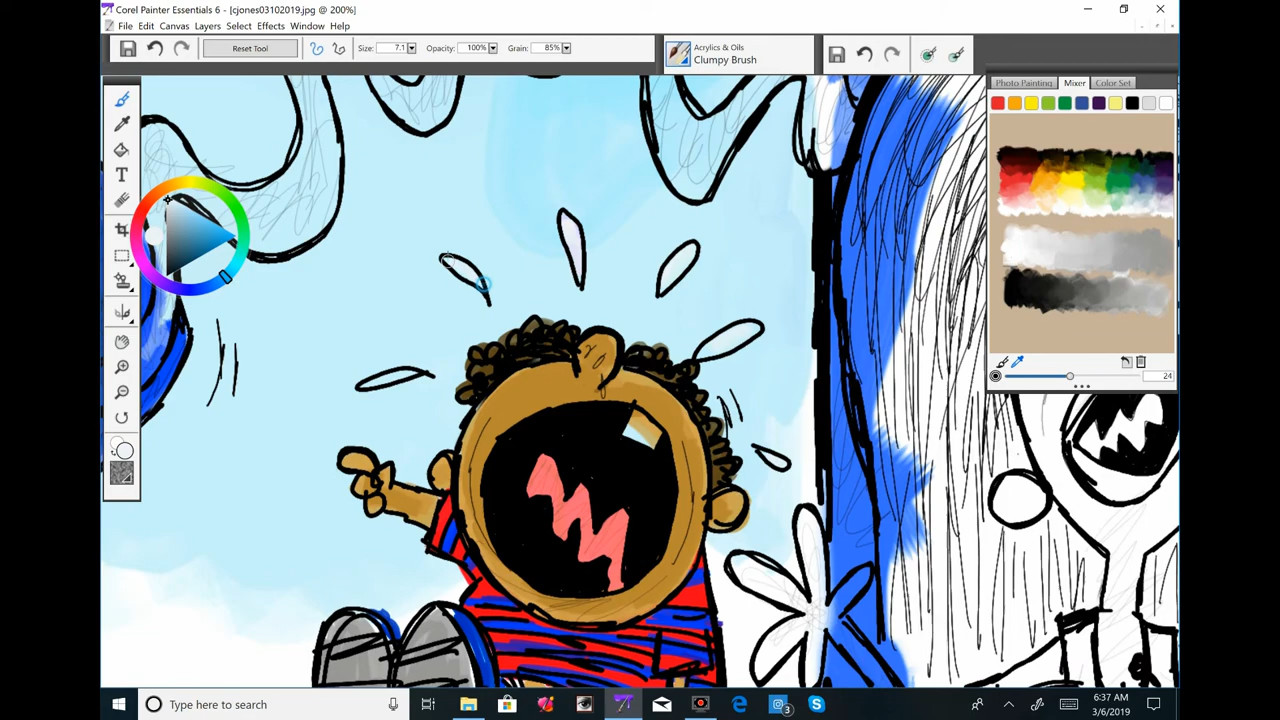 Corel Painter Essentials 6 - [cjones03102019.jpg @ 200%]
File Edit Canvas Layers Select Effects Window Help
Reset Tool Size: 7.1 Opacity: 100% Grain: 85%
Acrylics & Oils
Clumpy Brush
Photo Painting Mixer Color Set
T
24
Type here to search
3
6:37 AM
3/6/2019